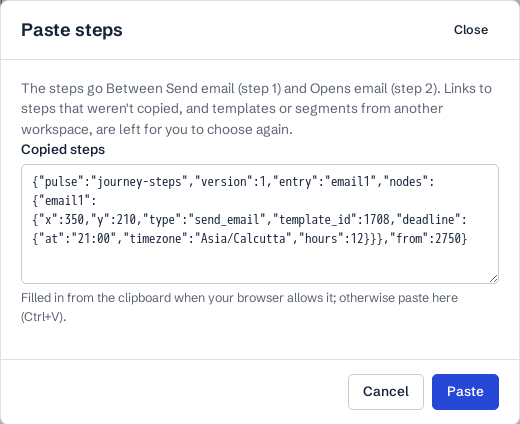 Paste steps
Close
The steps go Between Send email (step 1) and Opens email (step 2). Links to
steps that weren't copied, and templates or segments from another
workspace, are left for you to choose again.
Copied steps
{"pulse":"journey-steps","version":1,"entry":"email1","nodes":
{"email1":
{"x":350,"y":210,"type":"send_email","template_id":1708,"deadline":
{"at":"21:00","timezone":"Asia/Calcutta","hours":12}}},"from":2750}
Filled in from the clipboard when your browser allows it; otherwise paste here
(Ctrl+V).
Cancel
Paste